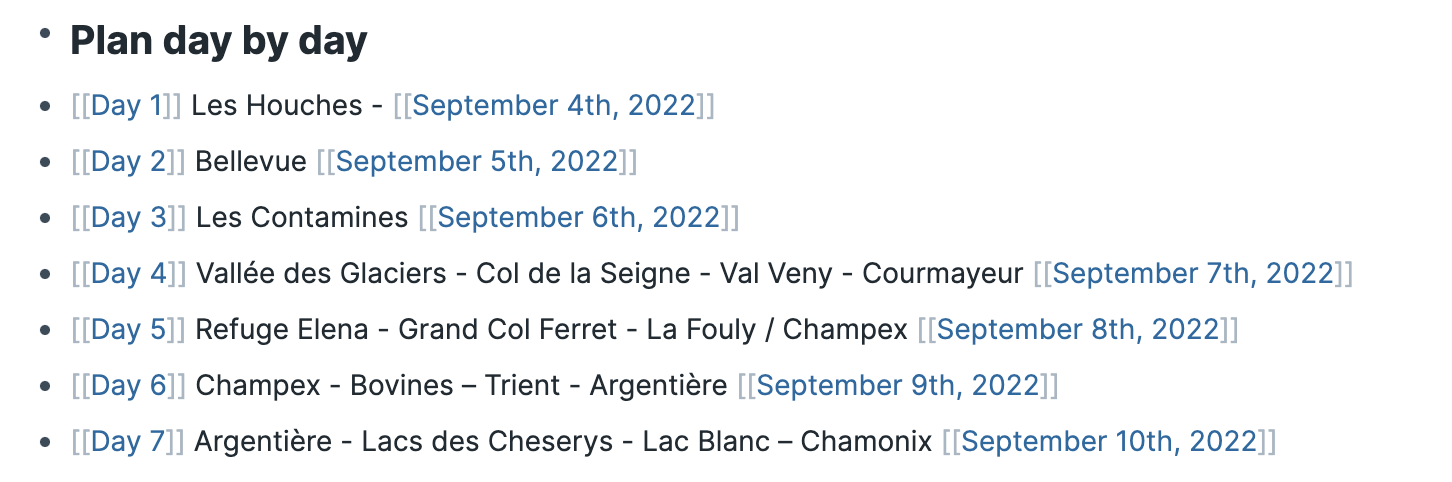 Plan day by day
[[Day 1]] Les Houches - [[September 4th, 2022]]
[[Day 2]] Bellevue [[September 5th, 2022]]
[[Day 3]] Les Contamines [[September 6th, 2022]]
[[Day 4]] Vallée des Glaciers - Col de la Seigne - Val Veny - Courmayeur [[September 7th, 2022]]
[[Day 5]] Refuge Elena - Grand Col Ferret - La Fouly / Champex [[September 8th, 2022]]
[[Day 6]] Champex - Bovines – Trient - Argentière [[September 9th, 2022]]
[[Day 7]] Argentière - Lacs des Cheserys - Lac Blanc – Chamonix [[September 10th, 2022]]